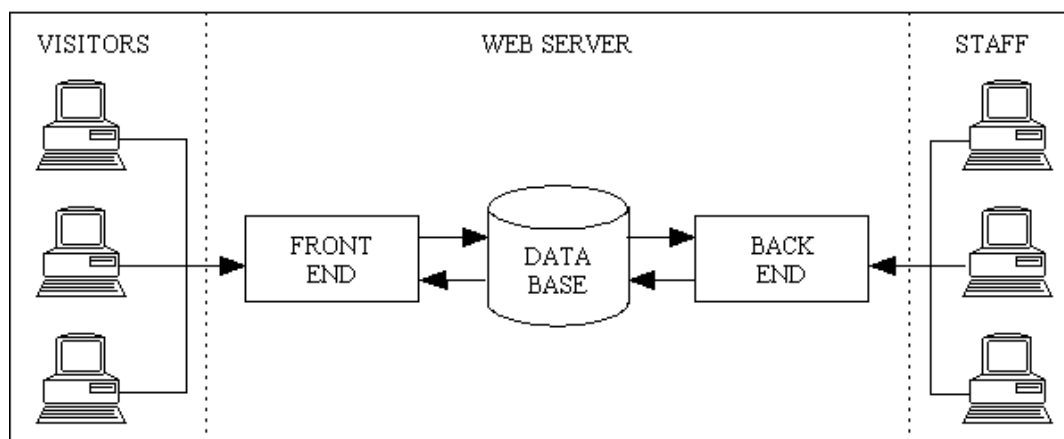 VISITORS
WEB SERVER
STAFF
FRONT
END
DATA
BASE
BACK
END